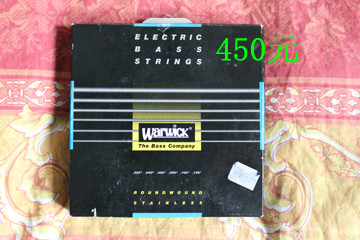 ELECTRIC
BASS
STRINGS
450元
Warwick
The Bass Company
ROUNDWOUND
STAINLESS